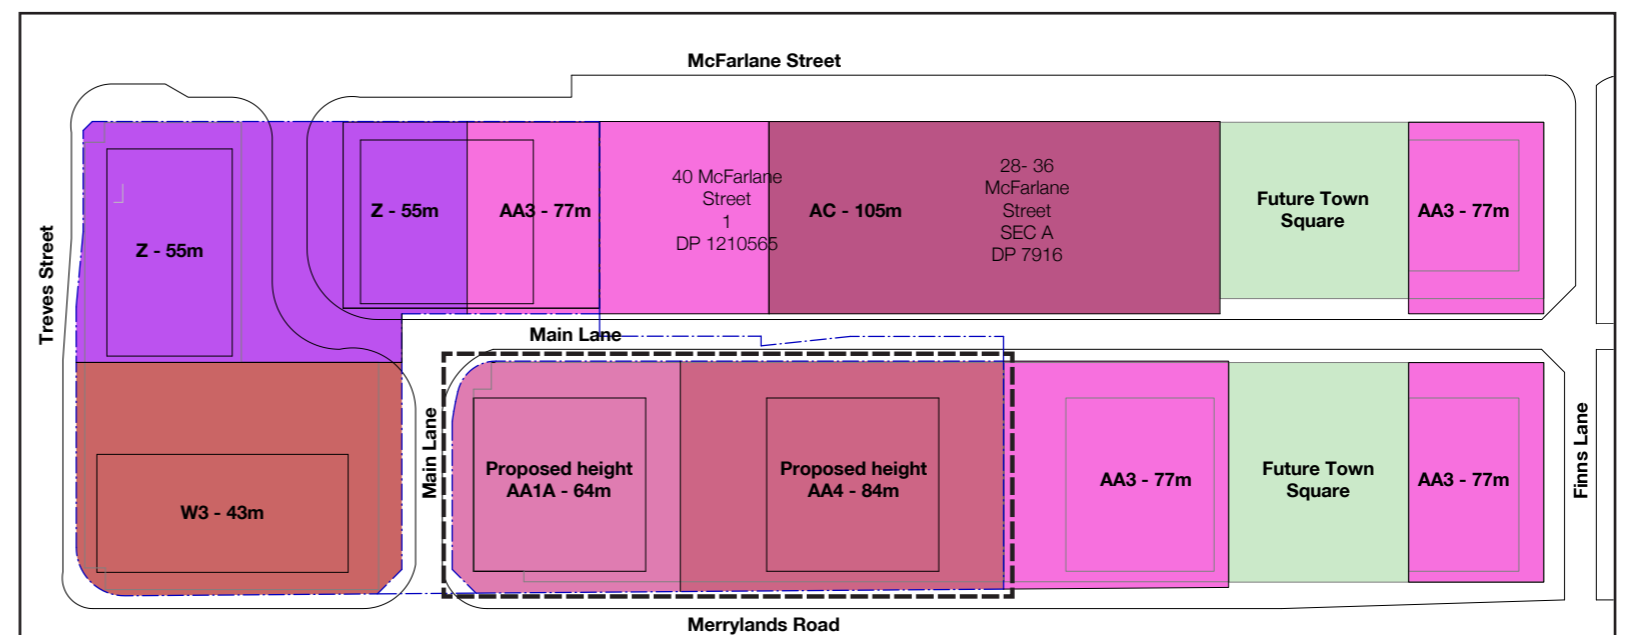 McFarlane Street
Treves Street
Z - 55m
Z - 55m
AA3 - 77m
40 McFarlane
Street
1
DP 1210565
AC - 105m
28- 36
McFarlane
Street
SEC A
DP 7916
Future Town
Square
AA3 - 77m
Main Lane
Main Lane
W3 - 43m
Proposed height
AA1A - 64m
Proposed height
AA4 - 84m
AA3 - 77m
Future Town
Square
AA3 - 77m
Finns Lane
Merrylands Road